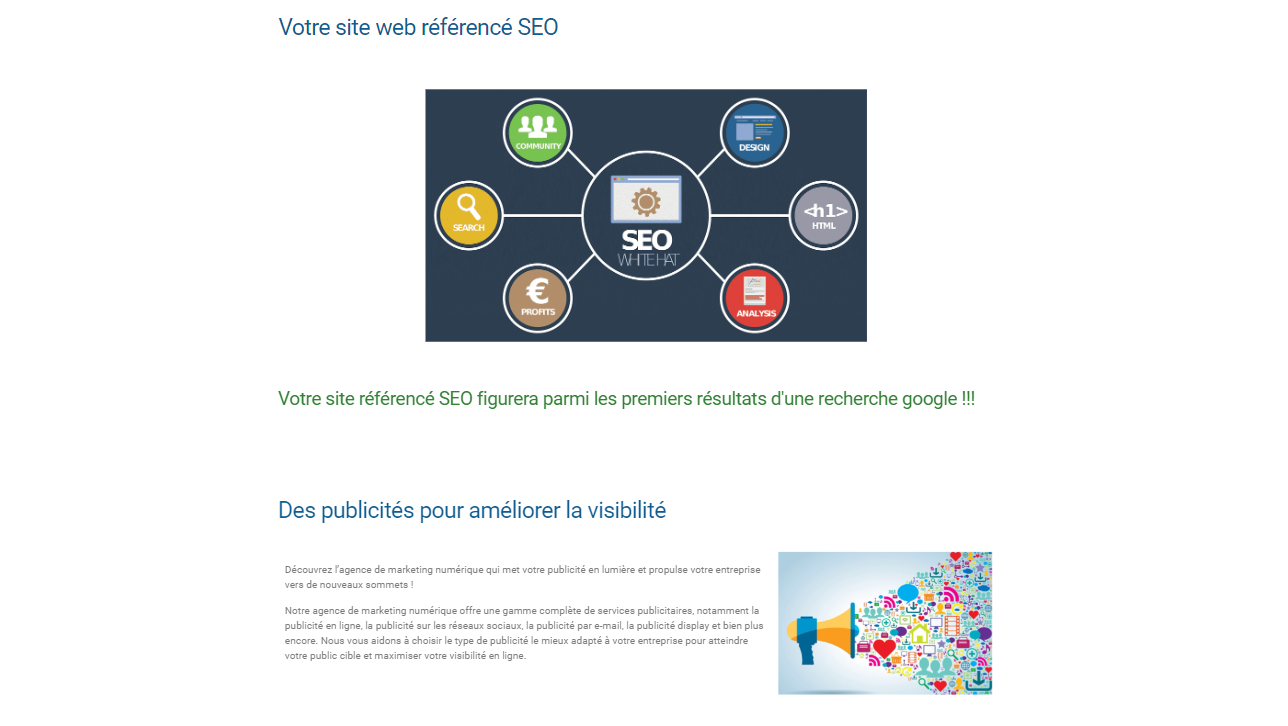 Votre site web référencé SEO
COMMUNITY
DESIGN
SEARCH
SEO
WHITE HAT
<h1>
HTML
€
PROFITS
ANALYSIS
Votre site référencé SEO figurera parmi les premiers résultats d'une recherche google !!!
Des publicités pour améliorer la visibilité
Découvrez l'agence de marketing numérique qui met votre publicité en lumière et propulse votre entreprise
vers de nouveaux sommets !
Notre agence de marketing numérique offre une gamme complète de services publicitaires, notamment la
publicité en ligne, la publicité sur les réseaux sociaux, la publicité par e-mail, la publicité display et bien plus
encore. Nous vous aidons à choisir le type de publicité le mieux adapté à votre entreprise pour atteindre
votre public cible et maximiser votre visibilité en ligne.